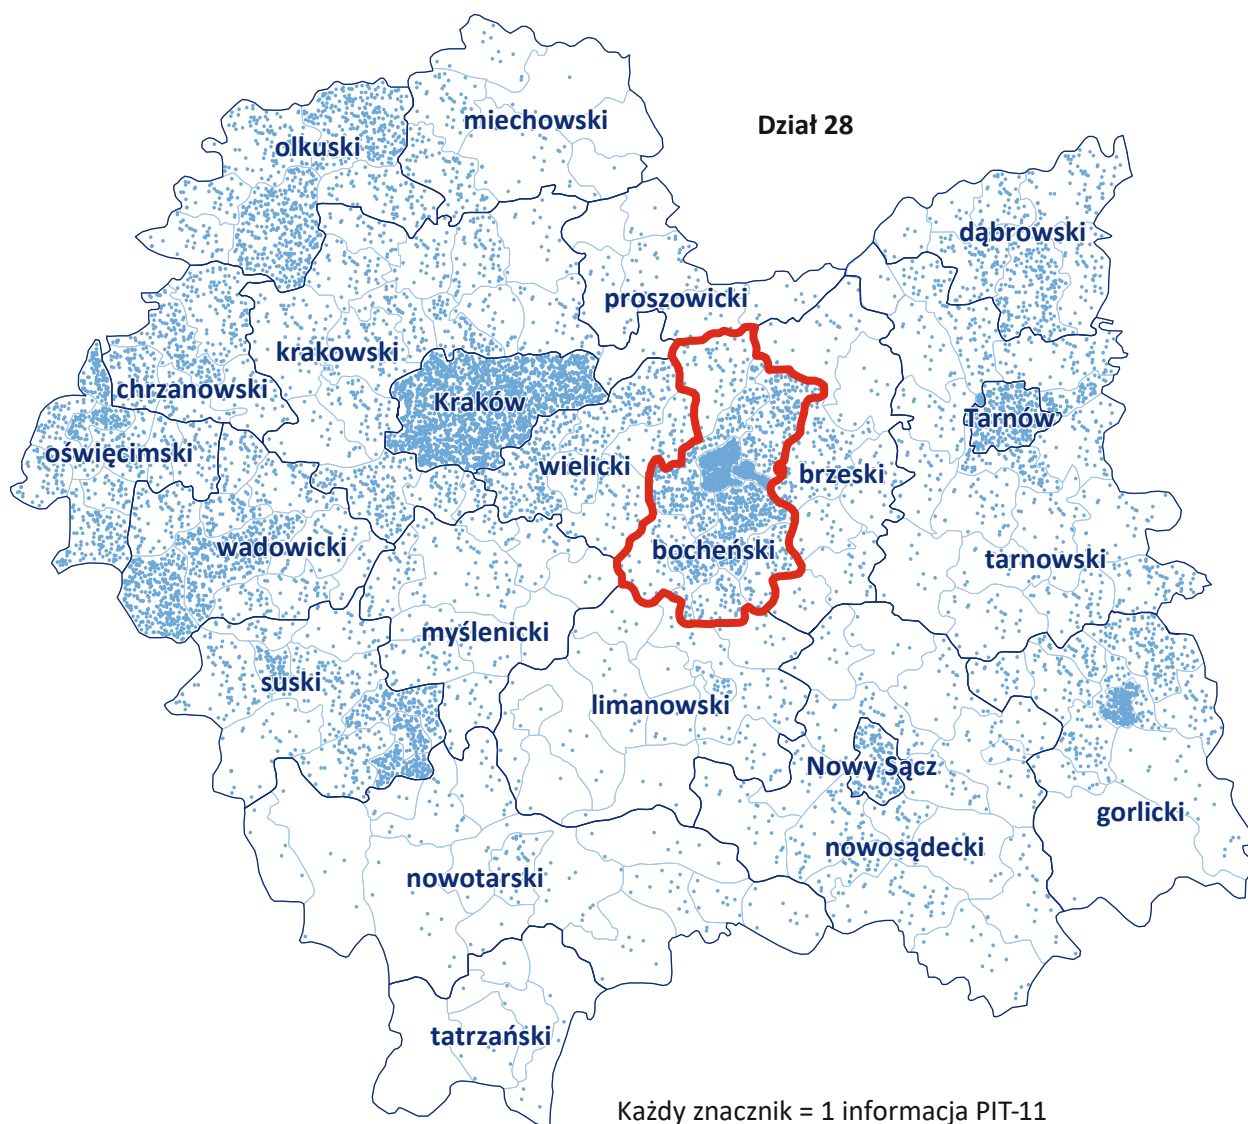 miechowski
Dział 28
olkuski
dąbrowski
proszowicki
krakowski
chrzanowski
Kraków
Tarnów
oświęcimski
wielicki
brzeski
wadowicki
bocheński
tarnowski
myślenicki
suski
limanowski
Nowy Sącz
gorlicki
nowosądecki
nowotarski
tatrzański
Każdy znacznik = 1 informacja PIT-11